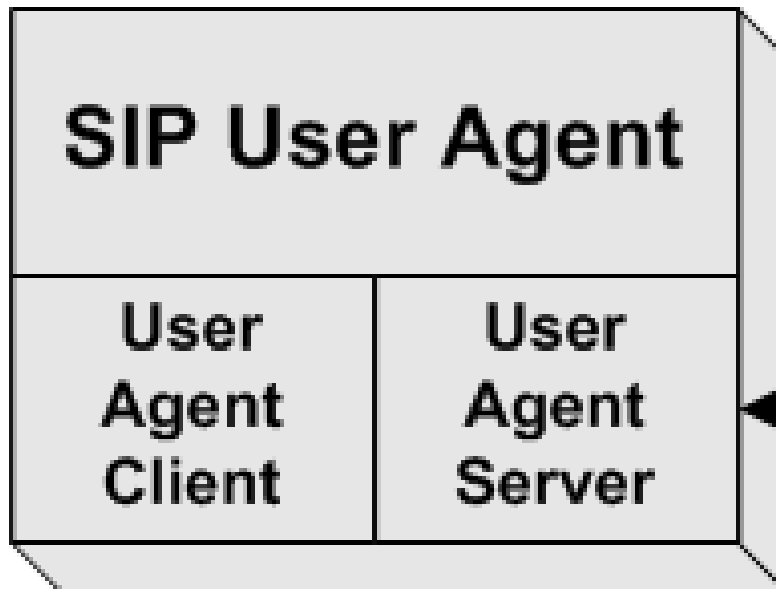 SIP User Agent
User
Agent
Client
User
Agent
Server